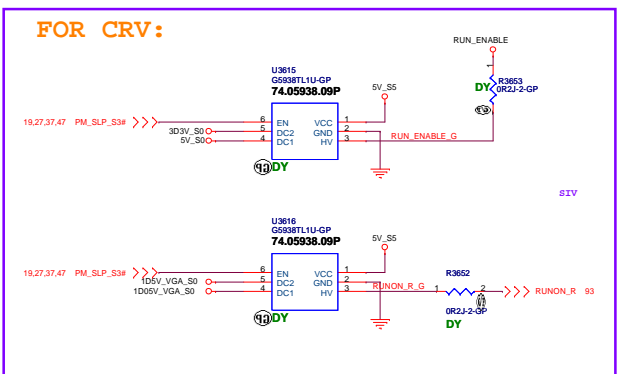 FOR CRV:
RUN_ENABLE
U3615
G5938TL1U-GP
74.05938.09P
5V_S5
1
DY
R3653
0R2J-2-GP
19,27,37,47 PM_SLP_S3#
3D3V_S0
5V_S0
6 EN VCC 1
5 DC2 GND 2
4 DC1 HV 3
RUN_ENABLE_G
DY
SIV
U3616
G5938TL1U-GP
74.05938.09P
5V_S5
19,27,37,47 PM_SLP_S3#
1D5V_VGA_S0
1D05V_VGA_S0
6 EN VCC 1
5 DC2 GND 2
4 DC1 HV 3
RUNON_R_G
R3652
1 2
RUNON_R 93
0R2J-2-GP
DY
DY